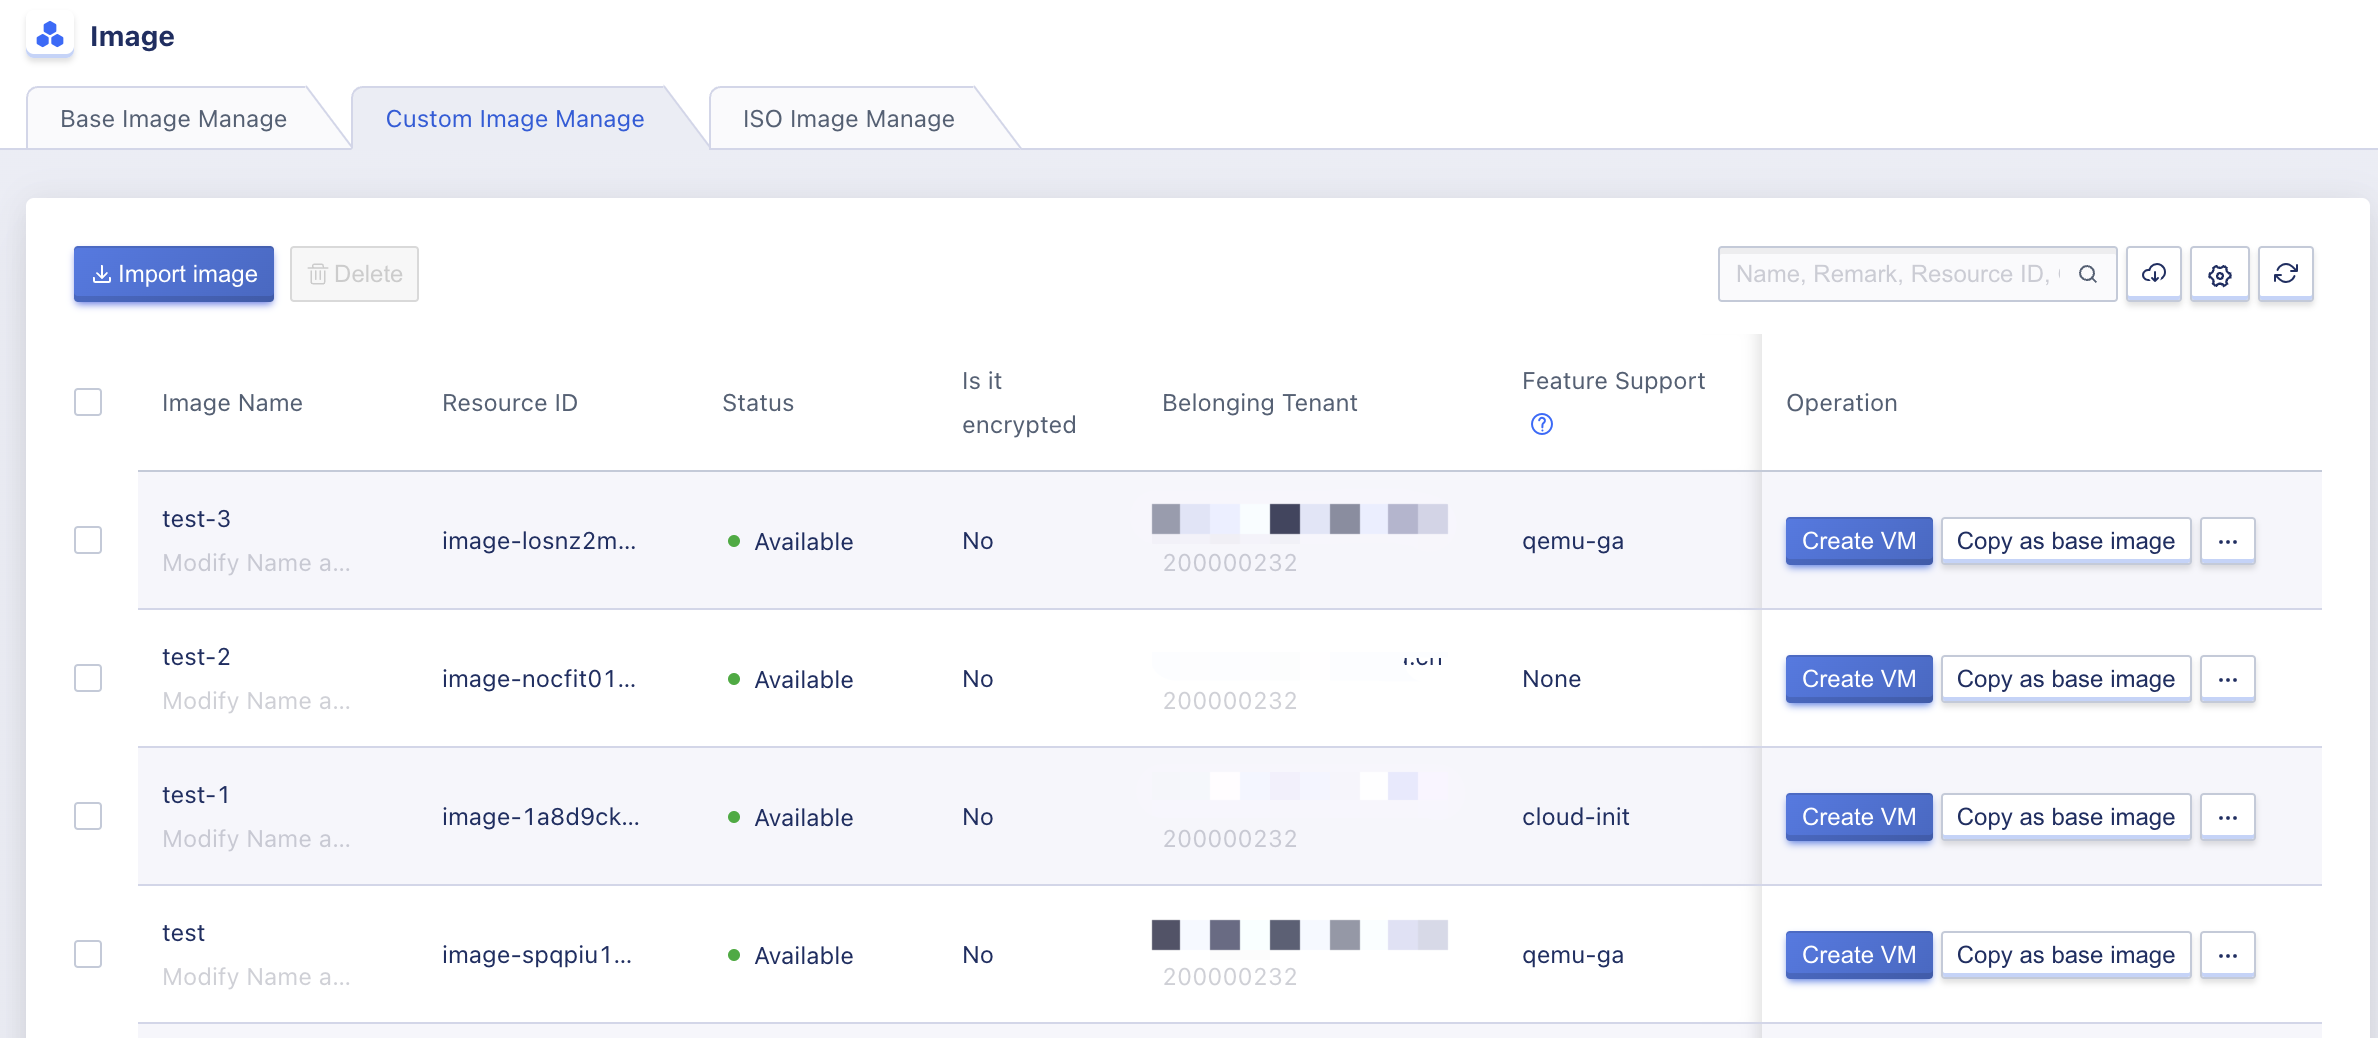 Image
Base Image Manage
Custom Image Manage
ISO Image Manage
Import image
Delete
Name, Remark, Resource ID,
Image Name
Resource ID
Status
Is it
encrypted
Belonging Tenant
Feature Support
Operation
test-3
Modify Name a...
image-losnz2m...
Available
No
200000232
qemu-ga
Create VM
Copy as base image
...
test-2
Modify Name a...
image-nocfit01...
Available
No
200000232
None
Create VM
Copy as base image
...
test-1
Modify Name a...
image-1a8d9ck...
Available
No
200000232
cloud-init
Create VM
Copy as base image
...
test
Modify Name a...
image-spqpiu1...
Available
No
200000232
qemu-ga
Create VM
Copy as base image
...